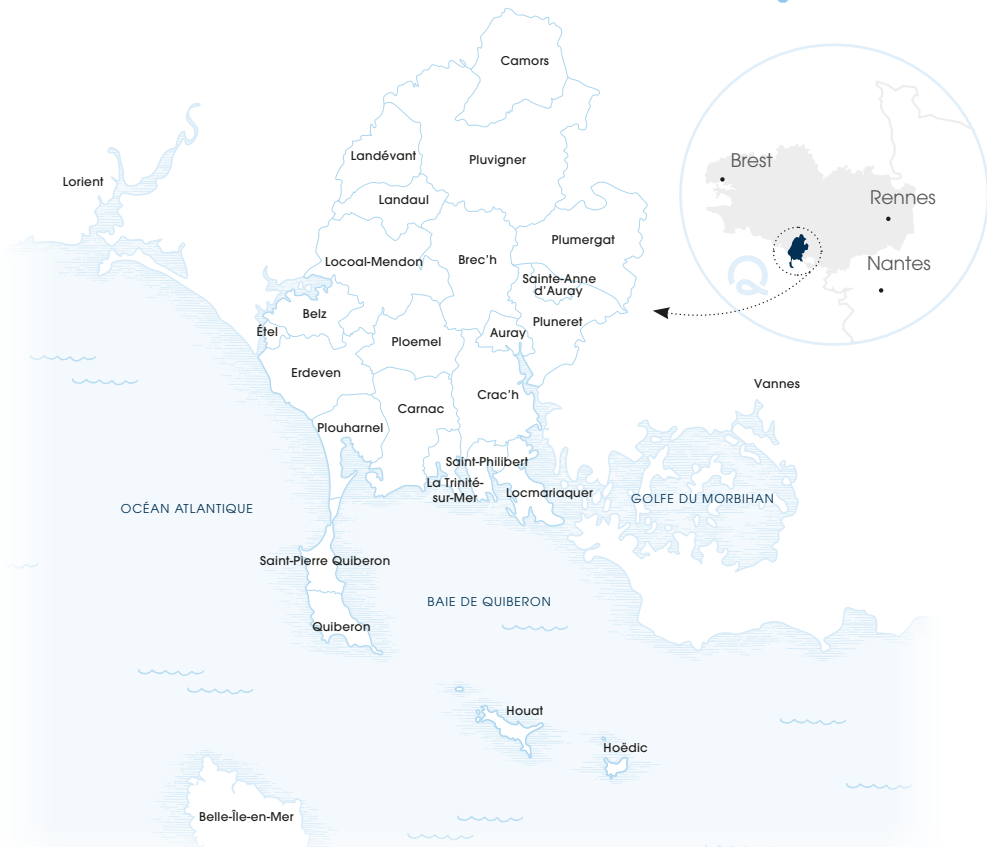 Camors
Brest
Landévant
Pluvigner
Lorient
Rennes
Landaul
Plumergat
Brec'h
Locoal-Mendon
Nantes
Q
Sainte-Anne
d'Auray
Belz
Pluneret
Étel
Auray
Ploemel
Erdeven
Vannes
Crac'h
Carnac
Plouharnel
Saint-Philibert
La Trinité-
sur-Mer
Locmariaquer
GOLFE DU MORBIHAN
OCÉAN ATLANTIQUE
Saint-Pierre Quiberon
BAIE DE QUIBERON
Quiberon
Houat
Hoëdic
Belle-Île-en-Mer